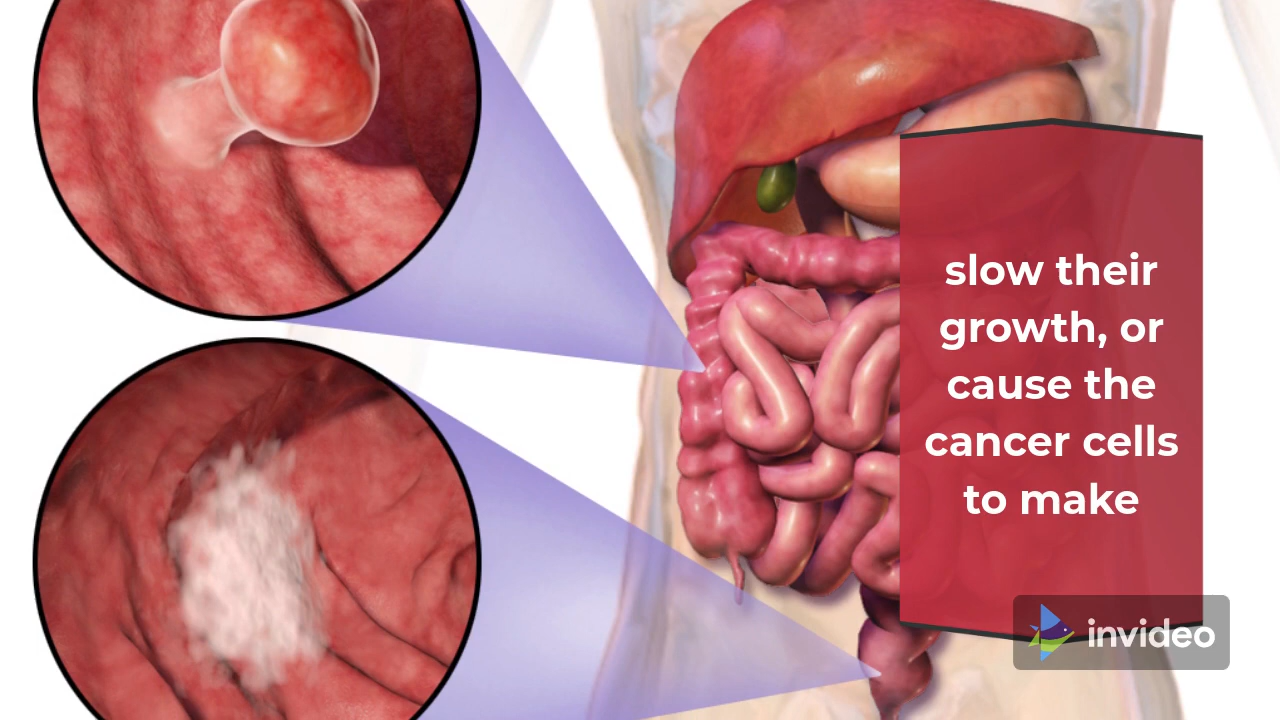 slow their
growth, or
cause the
cancer cells
to make
invideo